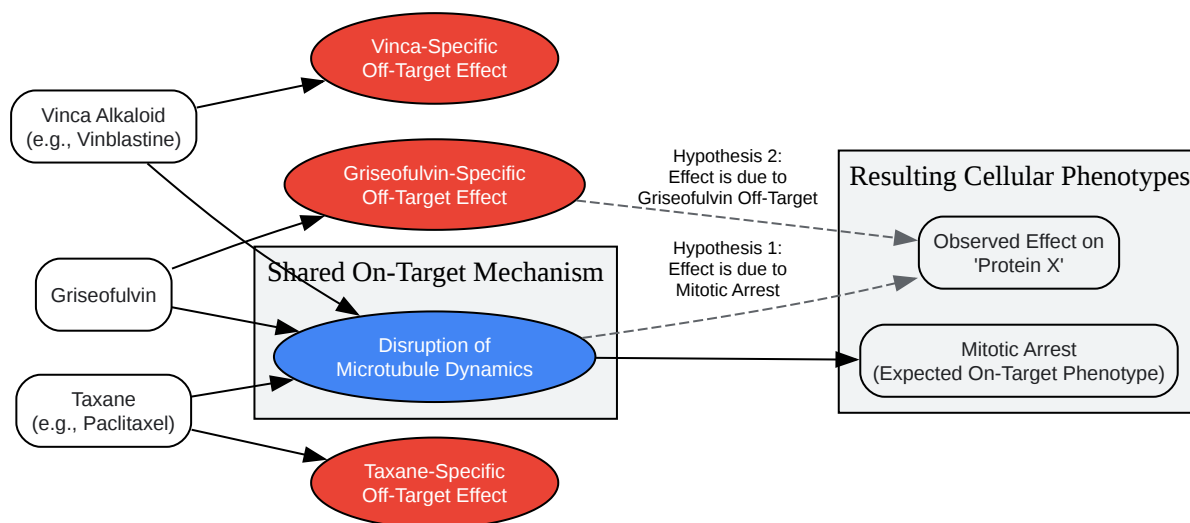 Vinca-Specific
Off-Target Effect
Vinca Alkaloid
(e.g., Vinblastine)
Griseofulvin-Specific
Off-Target Effect
Hypothesis 2:
Effect is due to
Griseofulvin Off-Target
Resulting Cellular Phenotypes
Observed Effect on
'Protein X'
Hypothesis 1:
Effect is due to
Mitotic Arrest
Shared On-Target Mechanism
Griseofulvin
Disruption of
Microtubule Dynamics
Mitotic Arrest
(Expected On-Target Phenotype)
Taxane
(e.g., Paclitaxel)
Taxane-Specific
Off-Target Effect